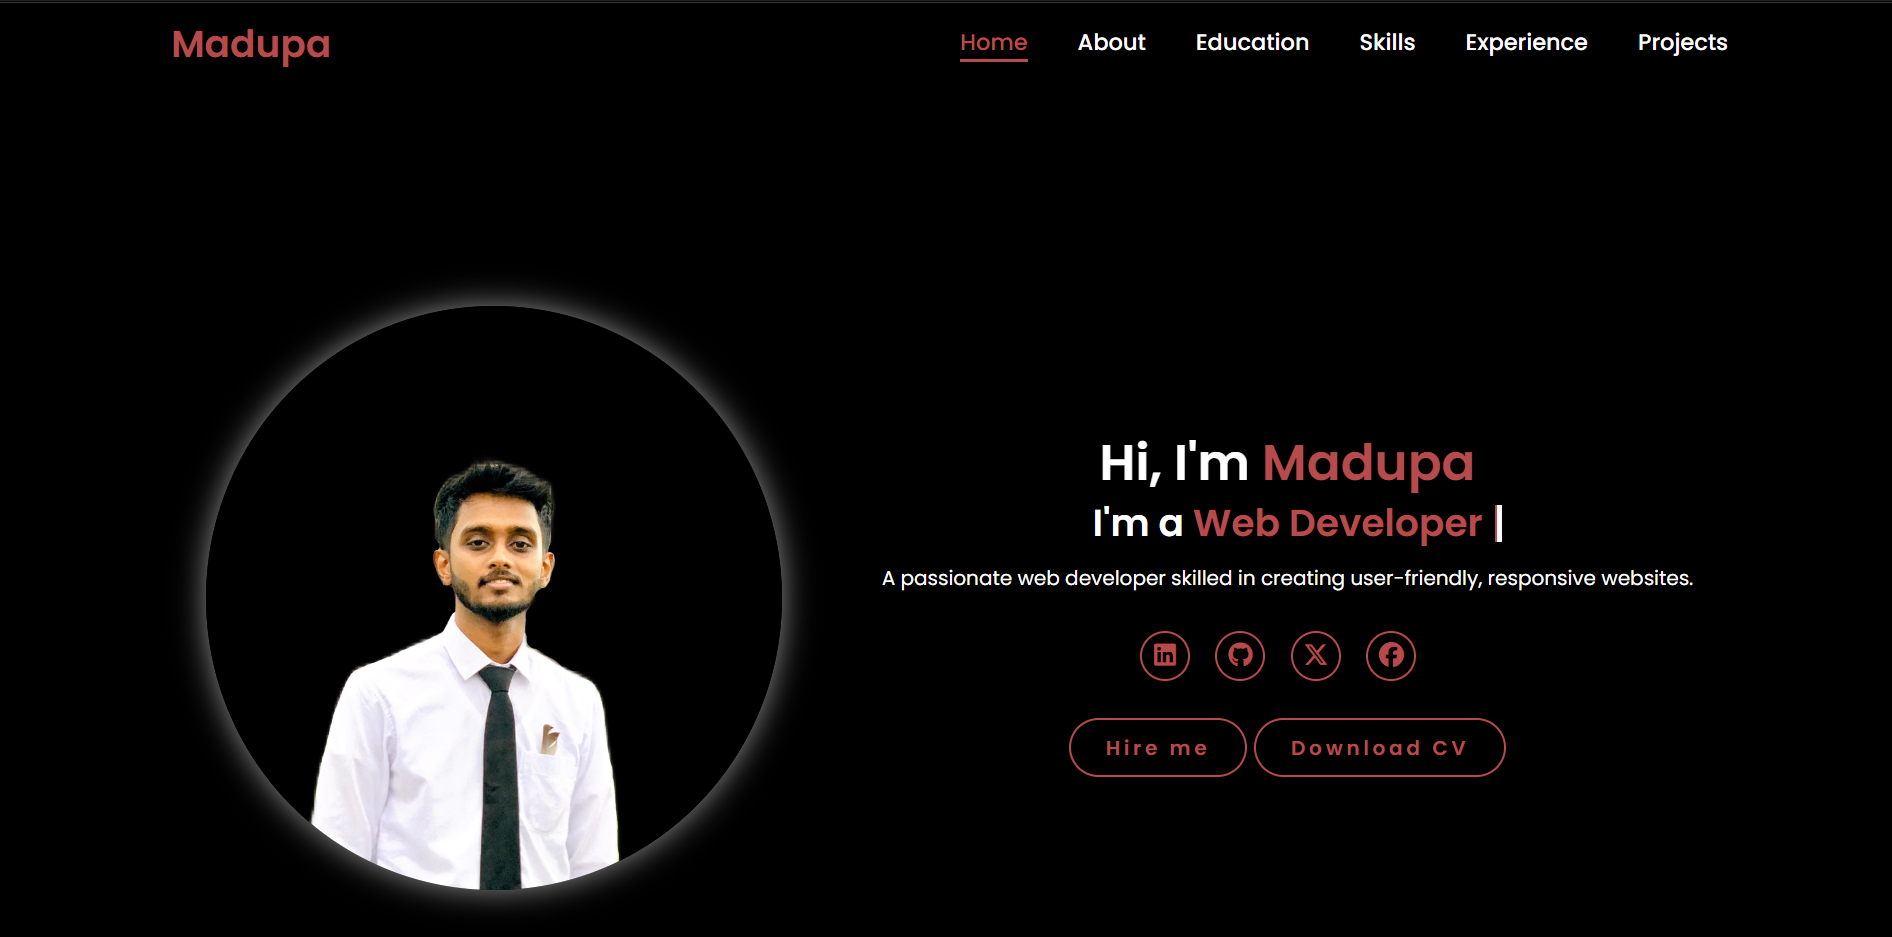 Madupa
Home About Education Skills Experience Projects
Hi, I'm Madupa
I'm a Web Developer
A passionate web developer skilled in creating user-friendly, responsive websites.
Hire me Download CV